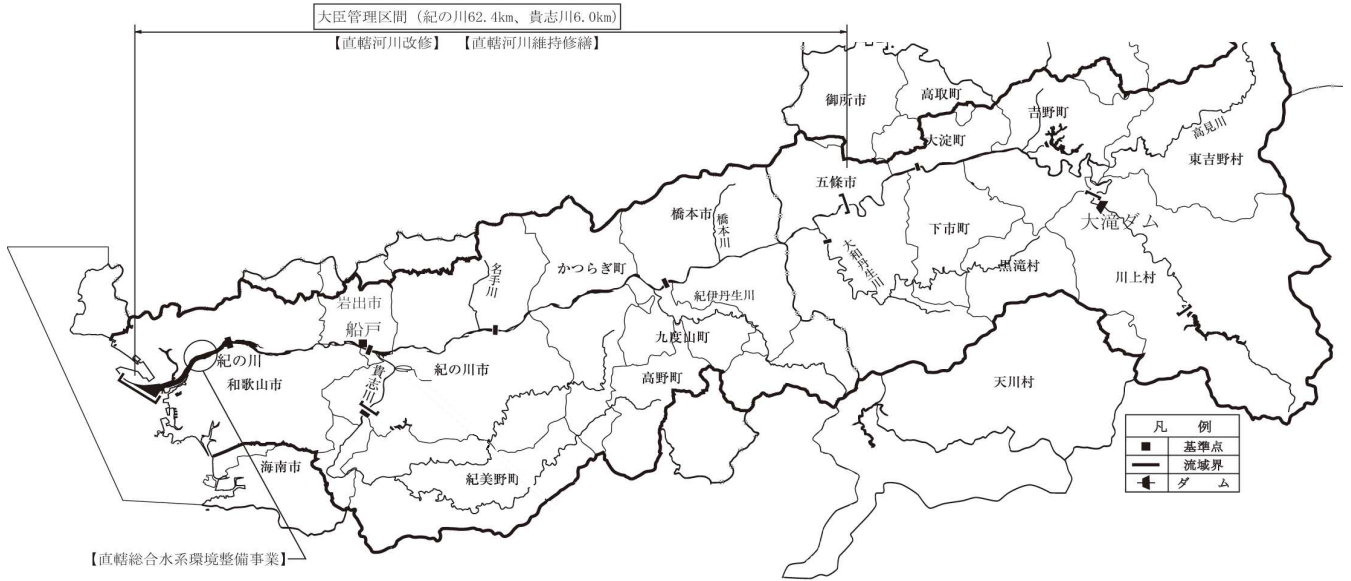 大臣管理区間（紀の川62.4km、貴志川6.0km）
【直轄河川改修】　【直轄河川維持修繕】
御所市
高取町
吉野町
高見川
大淀町
東吉野村
五條市
橋本市
橋本川
大滝ダム
下市町
大和丹生川
名手川
かつらぎ町
黒滝村
川上村
紀伊丹生川
岩出市
船戸
九度山町
紀の川
紀の川市
和歌山市
貴志川
高野町
天川村
凡　例
基準点
流域界
ダ　ム
海南市
紀美野町
【直轄総合水系環境整備事業】